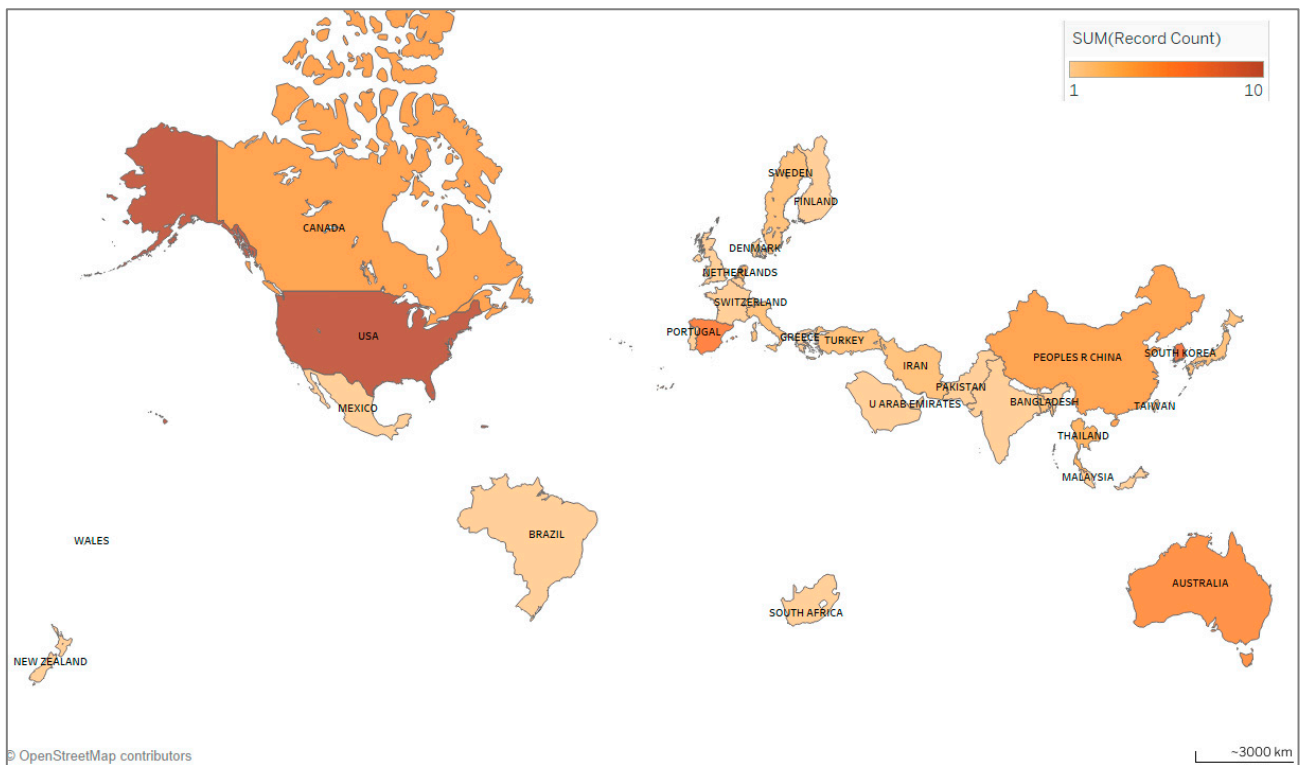 SUM(Record Count)
1 10
SWEDEN
FINLAND
CANADA
DENMARK
NETHERLANDS
SWITZERLAND
PORTUGAL
USA
GREECE
TURKEY
SOUTH KOREA
PEOPLES R CHINA
IRAN
PAKISTAN
U ARAB EMIRATES
BANGLADESH
MEXICO
TAIWAN
THAILAND
MALAYSIA
BRAZIL
WALES
AUSTRALIA
SOUTH AFRICA
NEW ZEALAND
© OpenStreetMap contributors
~3000 km